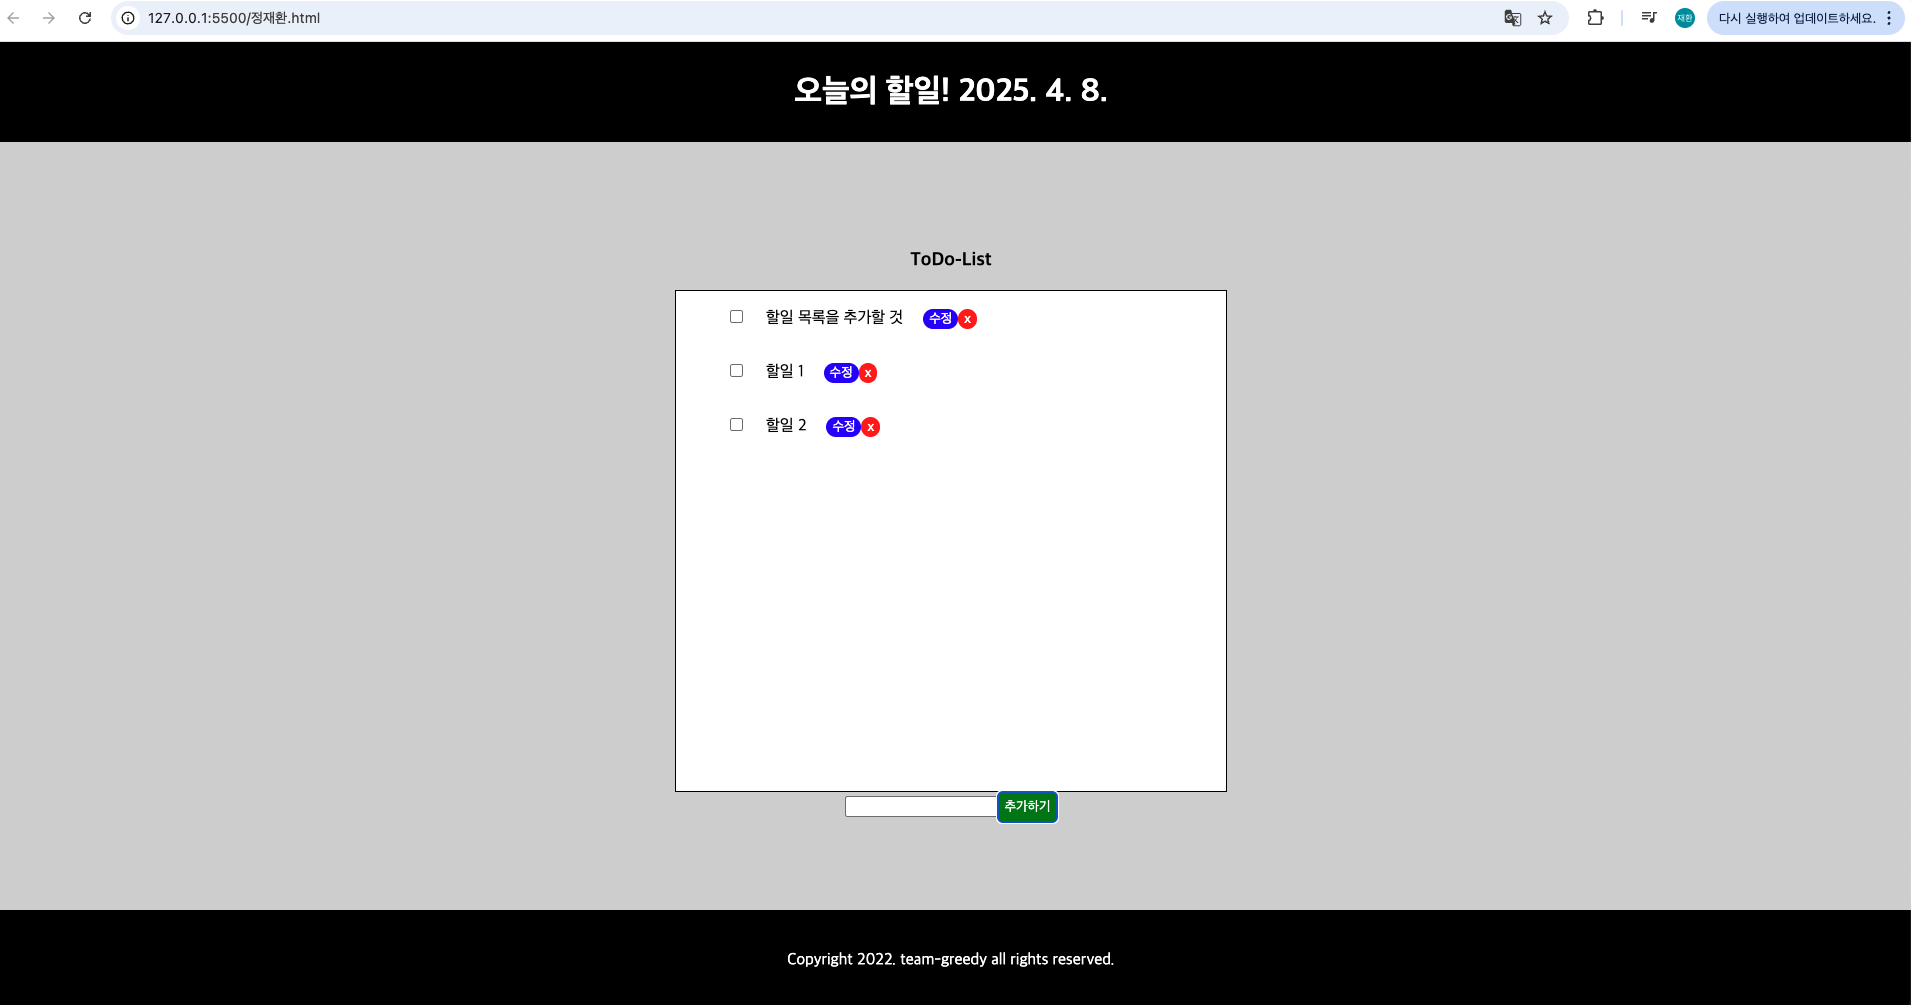 127.0.0.1:5500/정재환.html
재환
다시 실행하여 업데이트하세요.
오늘의 할일! 2025. 4. 8.
ToDo-List
할일 목록을 추가할 것 수정 x
할일 1 수정 x
할일 2 수정 x
추가하기
Copyright 2022. team-greedy all rights reserved.